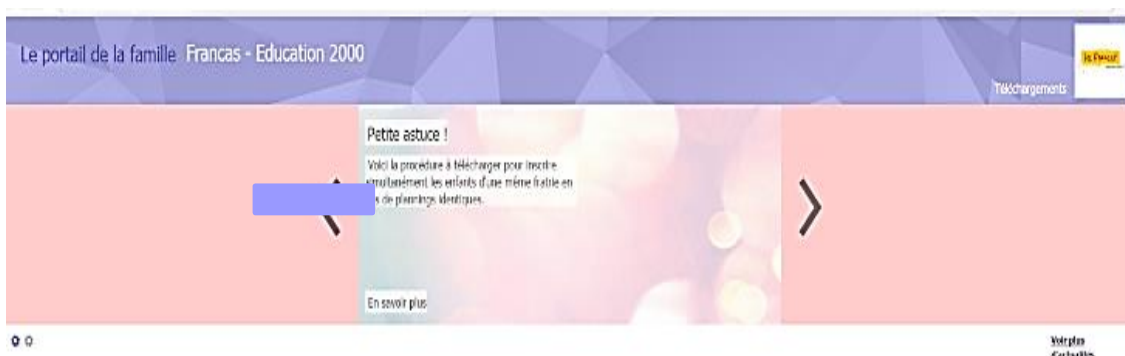 Le portail de la famille Francas - Education 2000
Téléchargements
Petite astuce !
Voici la procédure à télécharger pour inscrire
simultanément les enfants d'une même fratrie en
de plannings identiques.
En savoir plus
Voir plus